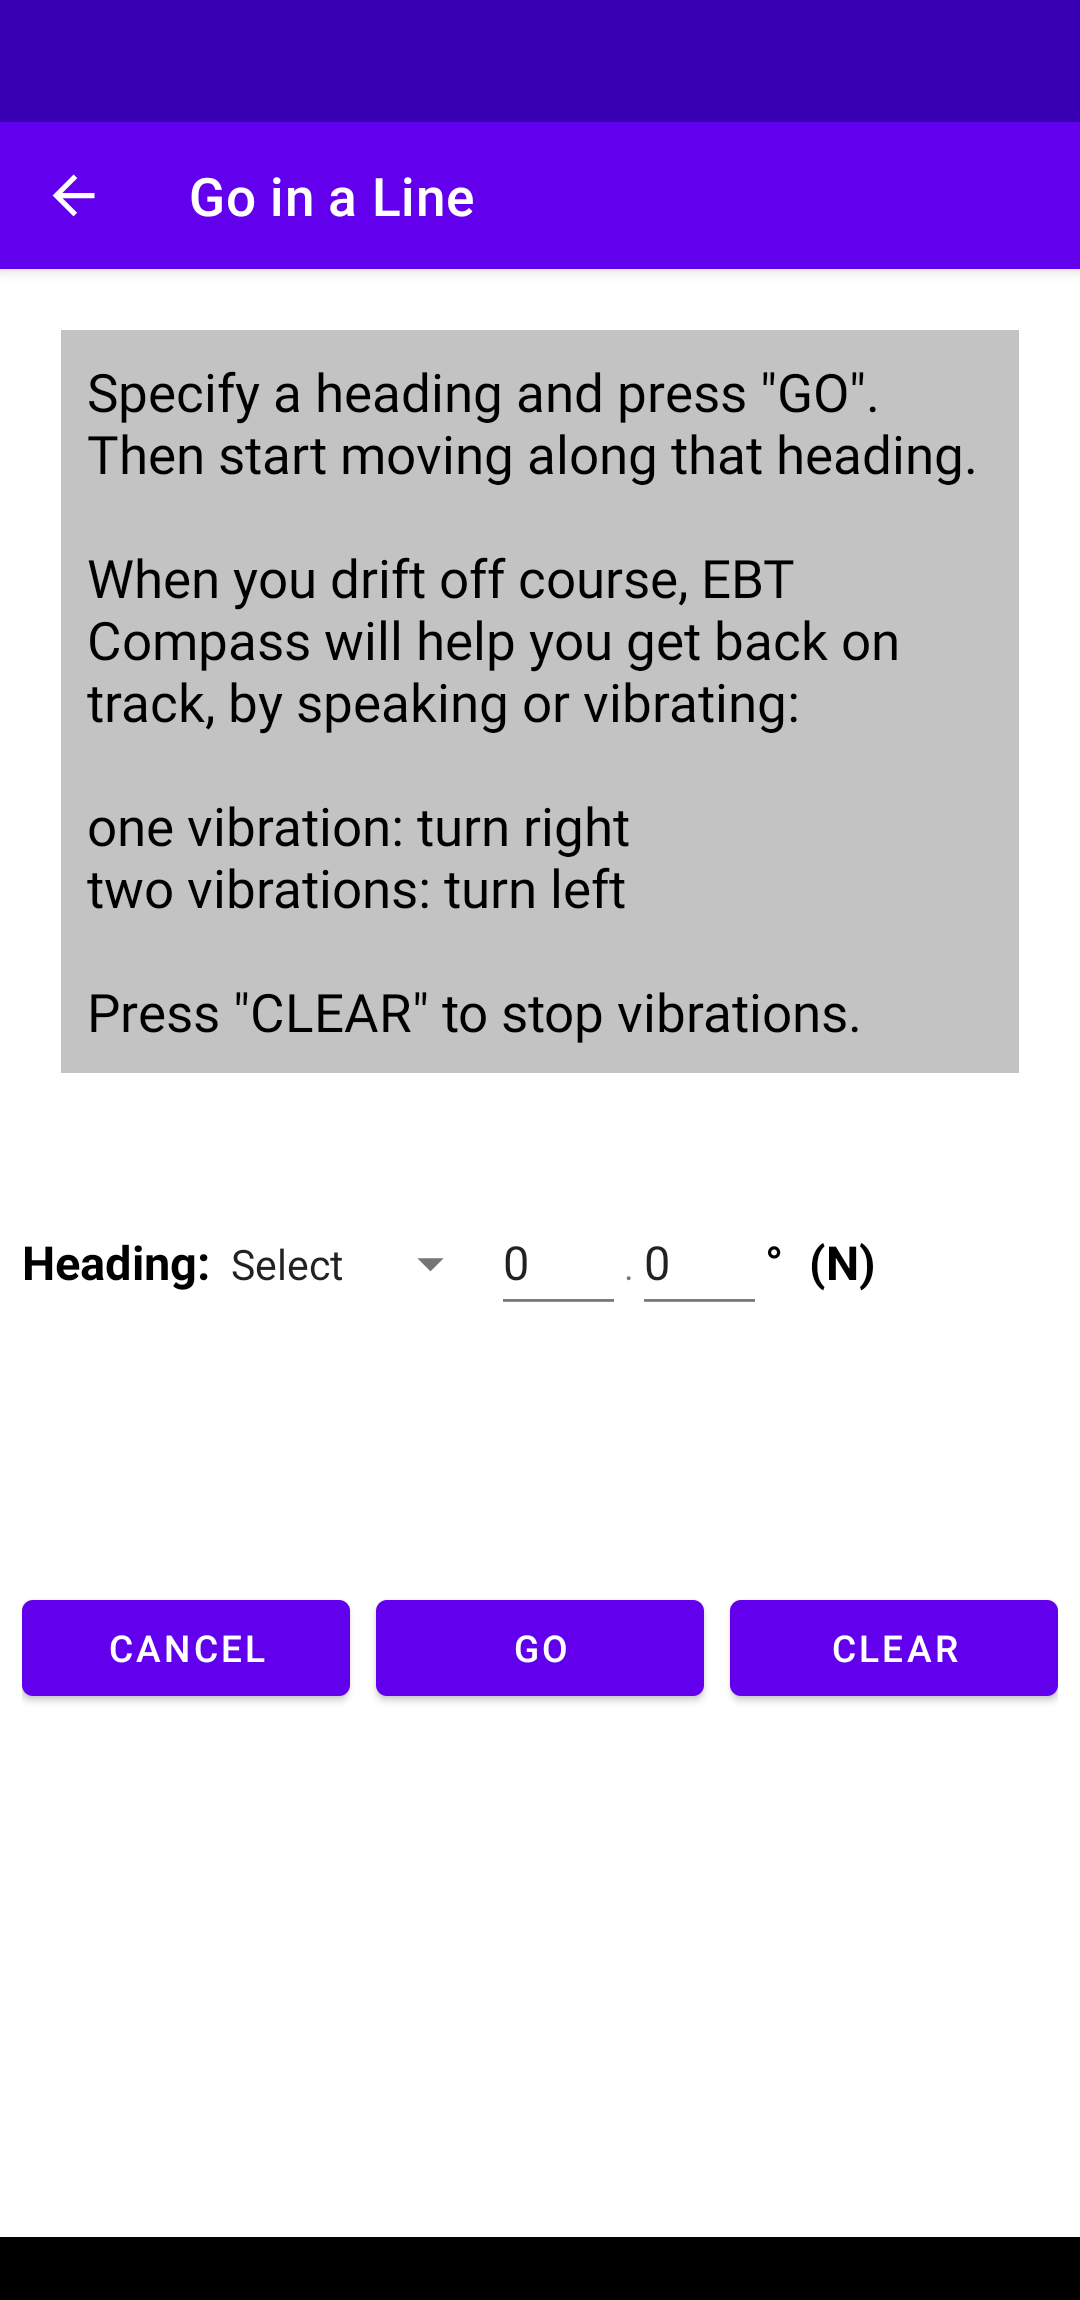 Go in a Line
Specify a heading and press "GO".
Then start moving along that heading.
When you drift off course, EBT
Compass will help you get back on
track, by speaking or vibrating:
one vibration: turn right
two vibrations: turn left
Press "CLEAR" to stop vibrations.
Heading: Select 0 . 0 ° (N)
CANCEL GO CLEAR